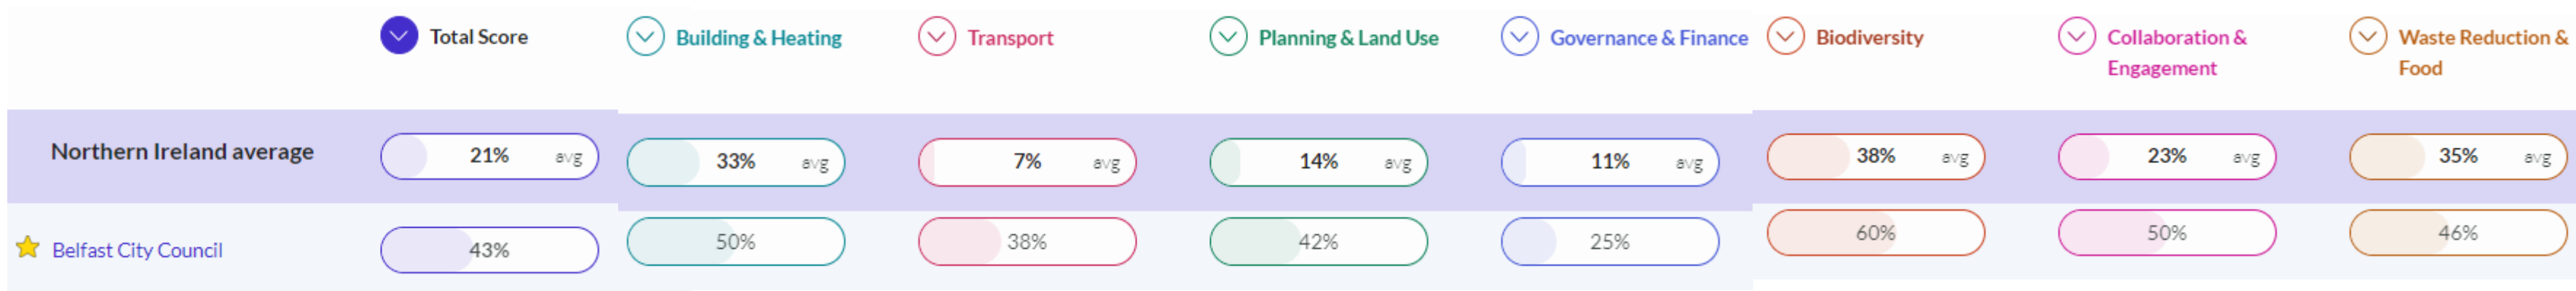 Total Score Building & Heating Transport Planning & Land Use Governance & Finance Biodiversity Collaboration & Waste Reduction &
Engagement Food
Northern Ireland average 21% avg 33% avg 7% avg 14% avg 11% avg 38% avg 23% avg 35% avg
Belfast City Council 43% 50% 38% 42% 25% 60% 50% 46%